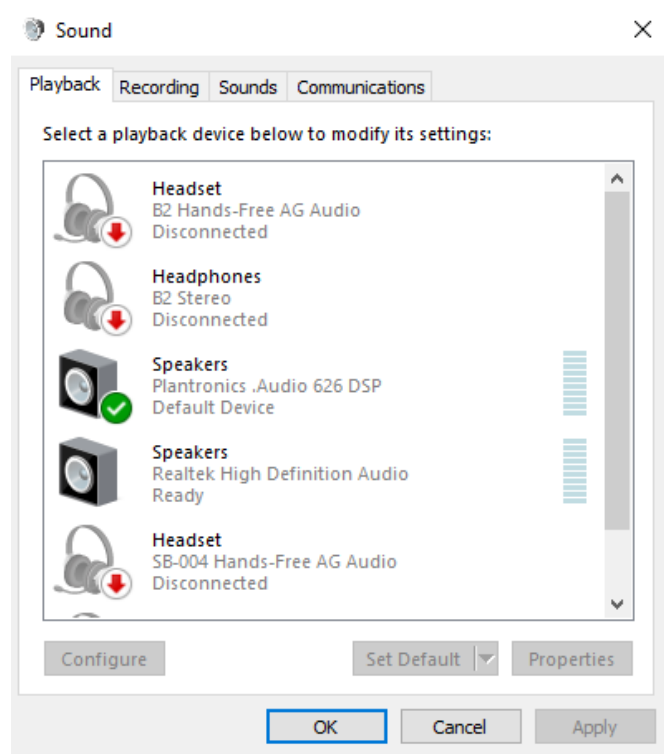 Sound
Playback Recording Sounds Communications
Select a playback device below to modify its settings:
Headset
B2 Hands-Free AG Audio
Disconnected
Headphones
B2 Stereo
Disconnected
Speakers
Plantronics .Audio 626 DSP
Default Device
Speakers
Realtek High Definition Audio
Ready
Headset
SB-004 Hands-Free AG Audio
Disconnected
Configure Set Default Properties
OK Cancel Apply